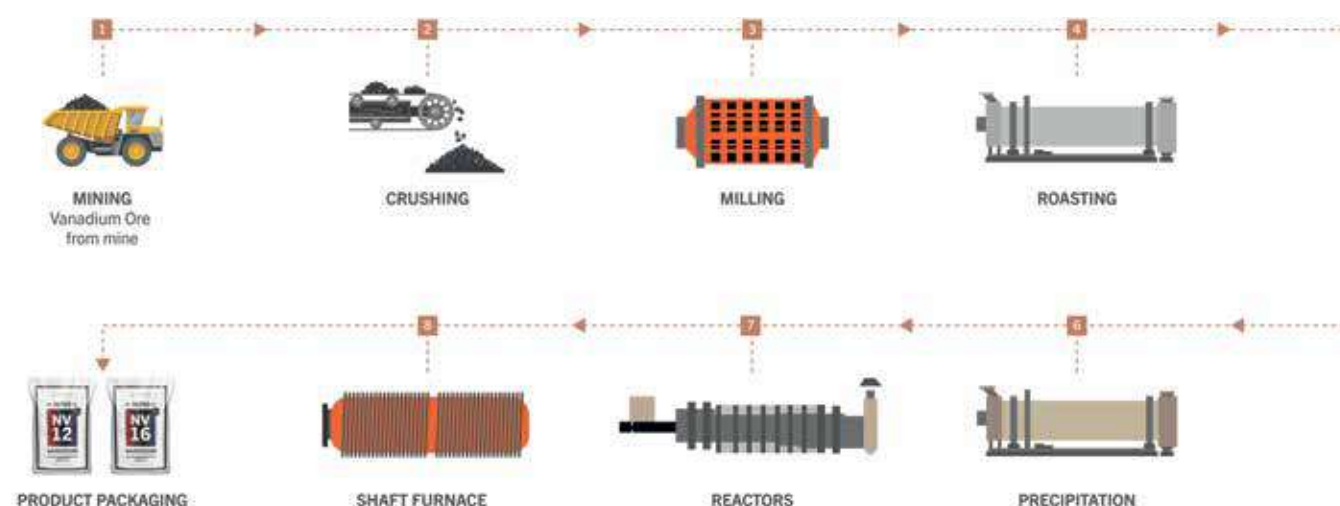 1
2
3
4
MINING
Vanadium Ore
from mine
CRUSHING
MILLING
ROASTING
8
7
6
NV
12
NV
16
PRODUCT PACKAGING
SHAFT FURNACE
REACTORS
PRECIPITATION